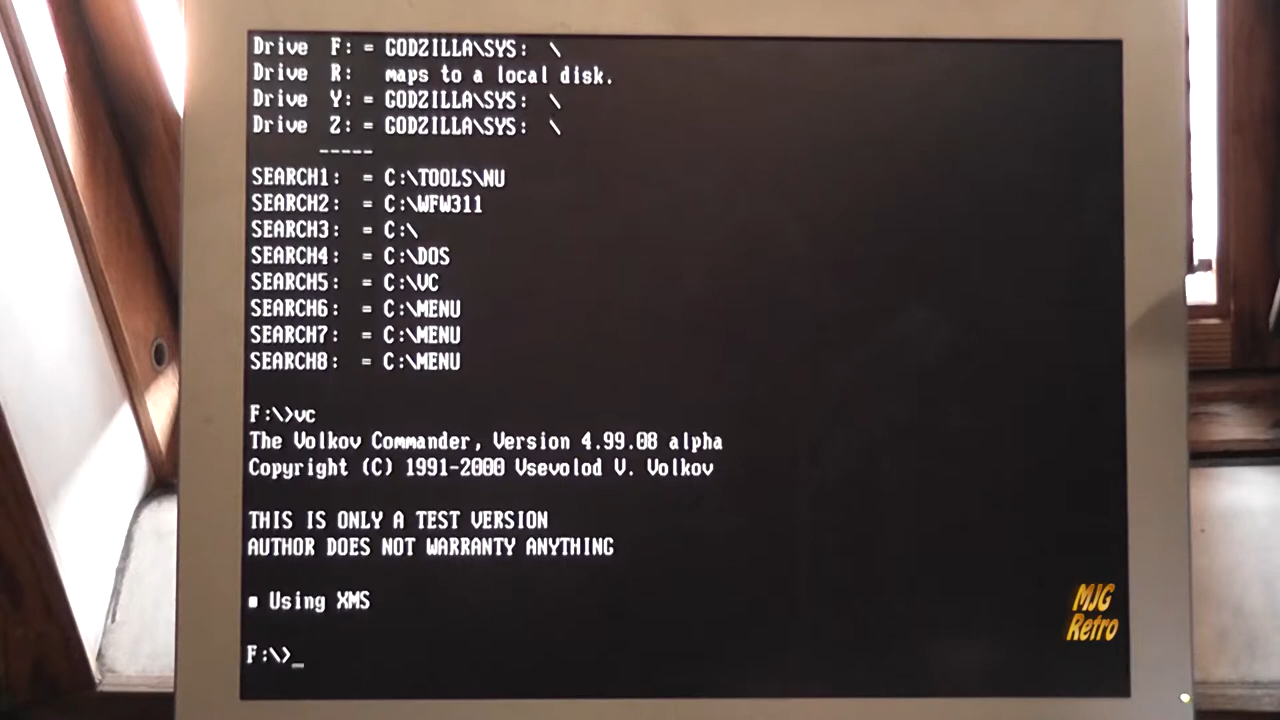 Drive  F: = GODZILLA\SYS:  \
Drive  R:   maps to a local disk.
Drive  Y: = GODZILLA\SYS:  \
Drive  Z: = GODZILLA\SYS:  \
-----
SEARCH1:  = C:\TOOLS\NU
SEARCH2:  = C:\WFW311
SEARCH3:  = C:\
SEARCH4:  = C:\DOS
SEARCH5:  = C:\VC
SEARCH6:  = C:\MENU
SEARCH7:  = C:\MENU
SEARCH8:  = C:\MENU
F:\>vc
The Volkov Commander, Version 4.99.08 alpha
Copyright (C) 1991-2000 Vsevolod V. Volkov
THIS IS ONLY A TEST VERSION
AUTHOR DOES NOT WARRANTY ANYTHING
▪ Using XMS
F:\>_
MJG
Retro